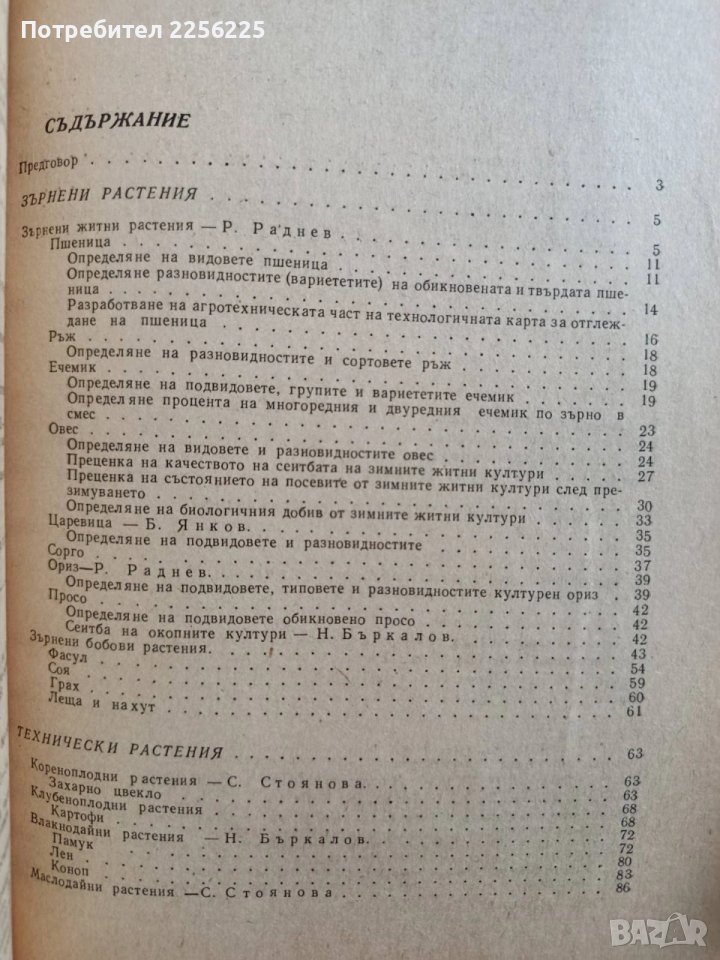 Потребител 2256225
СЪДЪРЖАНИЕ
Предговор 3
ЗЪРНЕНИ РАСТЕНИЯ 5
Зърнени житни растения — Р. Раднев 5
Пшеница 11
Определяне на видовете пшеница 11
Определяне разновидностите (вариететите) на обикновената и твърдата пше-
ница 14
Разработване на агротехническата част на технологичната карта за отглеж-
дане на пшеница 16
Ръж 18
Определяне на разновидностите и сортовете ръж 18
Ечемик 19
Определяне на подвидовете, групите и вариететите ечемик 19
Определяне процента на многоредния и двуредния ечемик по зърно в
смес 23
Овес 24
Определяне на видовете и разновидностите овес 24
Преценка на качеството на сеитбата на зимните житни култури 27
Преценка на състоянието на посевите от зимните житни култури след пре-
зимуването 30
Определяне на биологичния добив от зимните житни култури 33
Царевица — Б. Янков 35
Определяне на подвидовете и разновидностите 35
Сорго 37
Ориз—Р. Раднев 39
Определяне на подвидовете, типовете и разновидностите културен ориз 39
Просо 42
Определяне на подвидовете обикновено просо 42
Сеитба на окопните култури — Н. Бъркалов 42
Зърнени бобови растения 43
Фасул 54
Соя 59
Грах 60
Леща и нахут 61
ТЕХНИЧЕСКИ РАСТЕНИЯ 63
Кореноплодни растения — С. Стоянова 63
Захарно цвекло 63
Клубеноплодни растения 68
Картофи 68
Влакнодайни растения — Н. Бъркалов 72
Памук 72
Лен 80
Коноп 83
Маслодайни растения—С. Стоянова 86
BAZAR